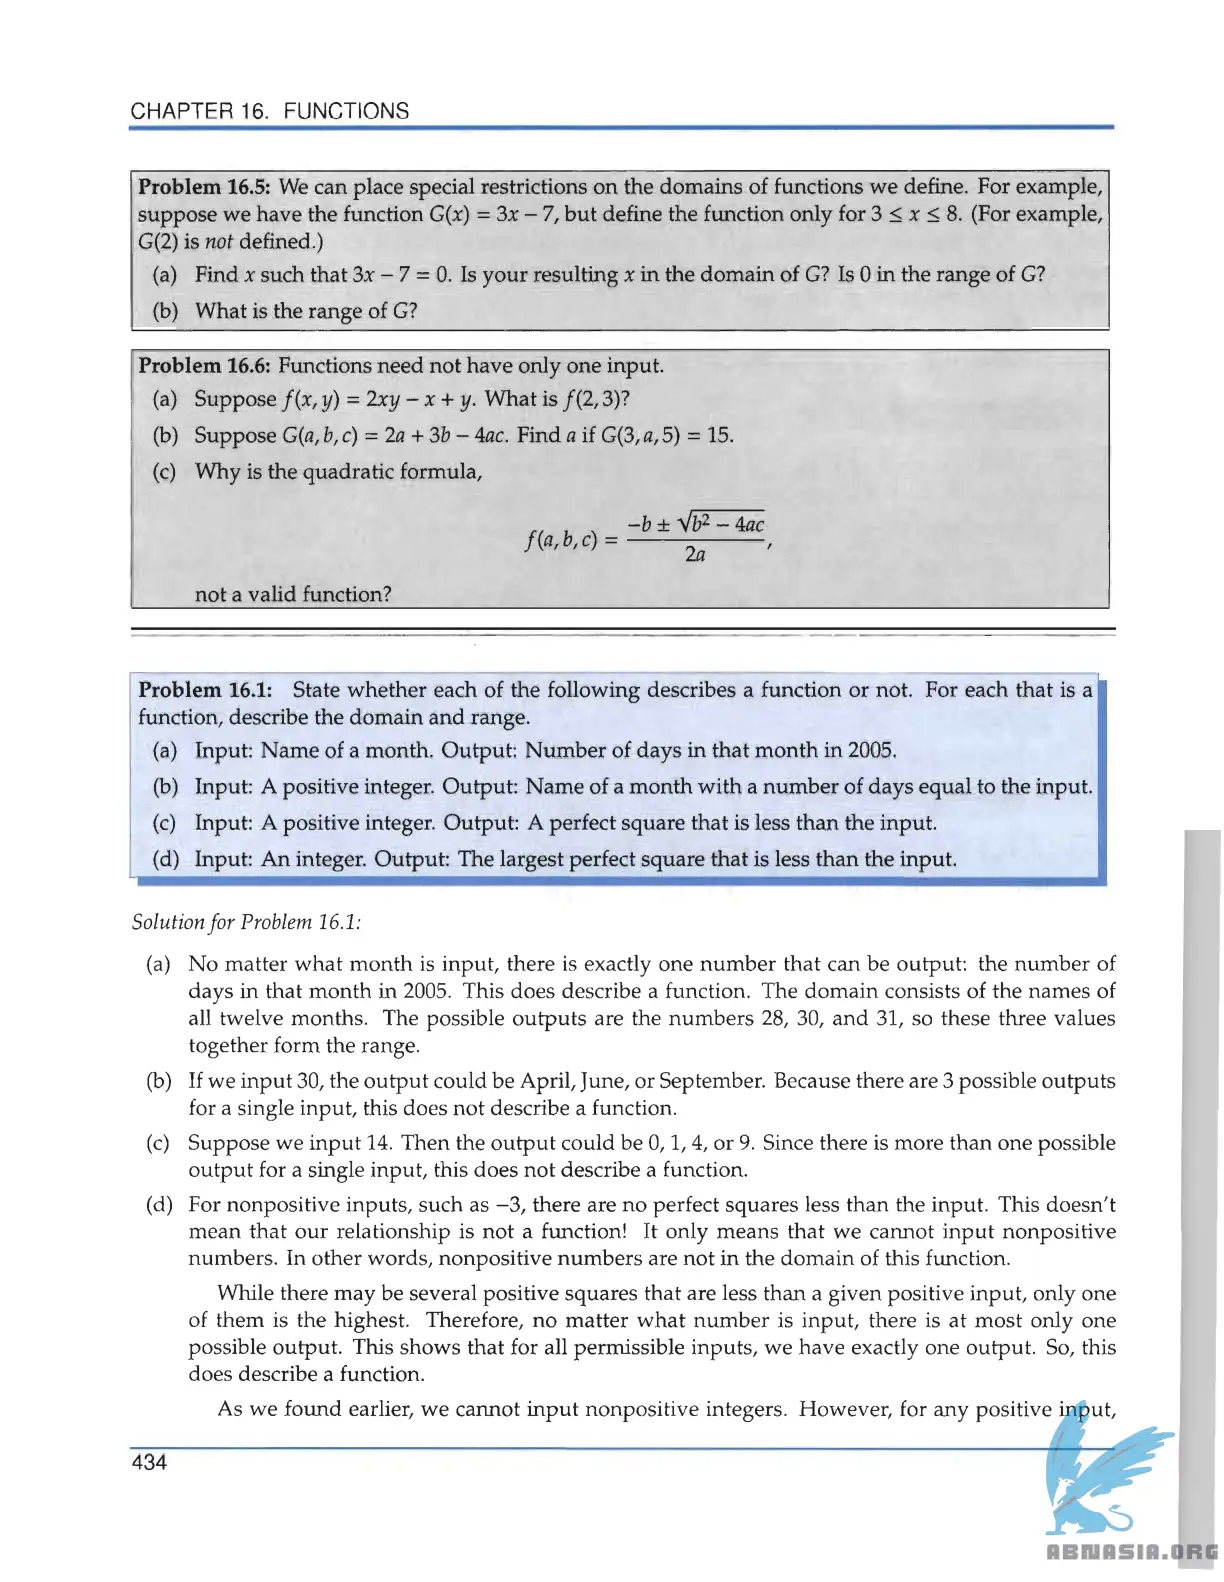 CHAPTER 16. FUNCTIONS
Problem 16.5: We can place special restrictions on the domains of functions we define. For example,
suppose we have the function G(x) = 3x − 7, but define the function only for 3 ≤ x ≤ 8. (For example,
G(2) is not defined.)
(a) Find x such that 3x − 7 = 0. Is your resulting x in the domain of G? Is 0 in the range of G?
(b) What is the range of G?
Problem 16.6: Functions need not have only one input.
(a) Suppose f(x, y) = 2xy − x + y. What is f(2, 3)?
(b) Suppose G(a, b, c) = 2a + 3b − 4ac. Find a if G(3, a, 5) = 15.
(c) Why is the quadratic formula,
f(a, b, c) = (−b ± √(b² − 4ac)) / 2a,
not a valid function?
Problem 16.1: State whether each of the following describes a function or not. For each that is a
function, describe the domain and range.
(a) Input: Name of a month. Output: Number of days in that month in 2005.
(b) Input: A positive integer. Output: Name of a month with a number of days equal to the input.
(c) Input: A positive integer. Output: A perfect square that is less than the input.
(d) Input: An integer. Output: The largest perfect square that is less than the input.
Solution for Problem 16.1:
(a) No matter what month is input, there is exactly one number that can be output: the number of
days in that month in 2005. This does describe a function. The domain consists of the names of
all twelve months. The possible outputs are the numbers 28, 30, and 31, so these three values
together form the range.
(b) If we input 30, the output could be April, June, or September. Because there are 3 possible outputs
for a single input, this does not describe a function.
(c) Suppose we input 14. Then the output could be 0, 1, 4, or 9. Since there is more than one possible
output for a single input, this does not describe a function.
(d) For nonpositive inputs, such as −3, there are no perfect squares less than the input. This doesn't
mean that our relationship is not a function! It only means that we cannot input nonpositive
numbers. In other words, nonpositive numbers are not in the domain of this function.
While there may be several positive squares that are less than a given positive input, only one
of them is the highest. Therefore, no matter what number is input, there is at most only one
possible output. This shows that for all permissible inputs, we have exactly one output. So, this
does describe a function.
As we found earlier, we cannot input nonpositive integers. However, for any positive input,
434
ABNASIA.ORG